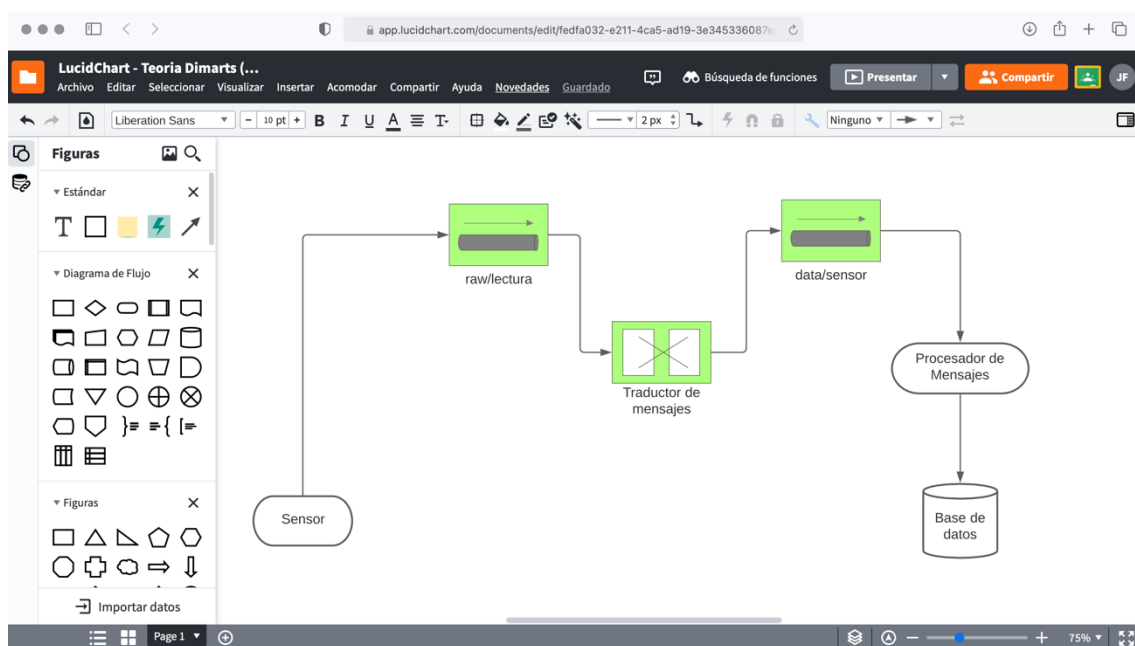 app.lucidchart.com/documents/edit/fedfa032-e211-4ca5-ad19-3e345336087e
LucidChart - Teoria Dimarts (...
Archivo Editar Seleccionar Visualizar Insertar Acomodar Compartir Ayuda Novedades Guardado
Búsqueda de funciones
Presentar
Compartir
JF
Liberation Sans
- 10 pt +
B I U A T
2 px
Ninguno
Figuras
Estándar
T
Diagrama de Flujo
Figuras
Importar datos
raw/lectura
data/sensor
Traductor de
mensajes
Procesador de
Mensajes
Sensor
Base de
datos
Page 1
75%